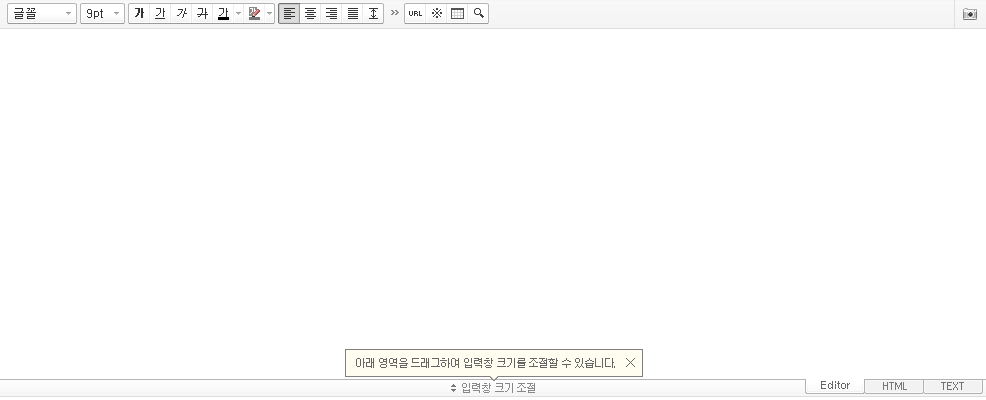 글꼴 9pt 가 가 가 가 가 URL ※
아래 영역을 드래그하여 입력창 크기를 조절할 수 있습니다.
입력창 크기 조절 Editor HTML TEXT